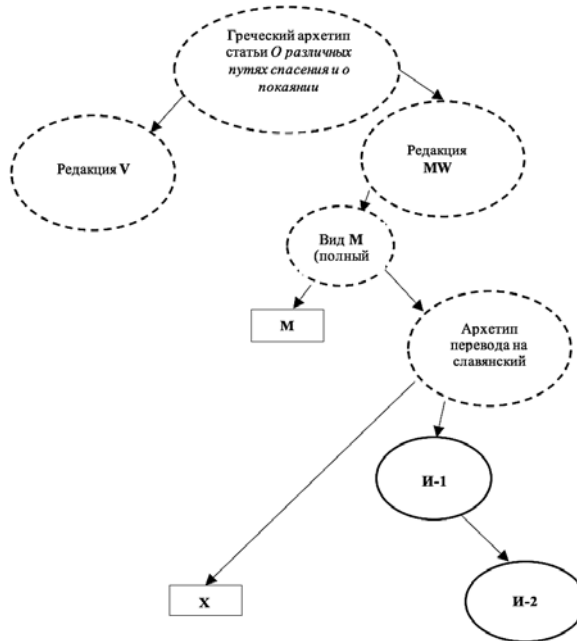 Греческий архетип
статьи О различных
путях спасения и о
покаянии
Редакция V
Редакция
MW
Вид M
(полный
M
Архетип
перевода на
славянский
И-1
X
И-2